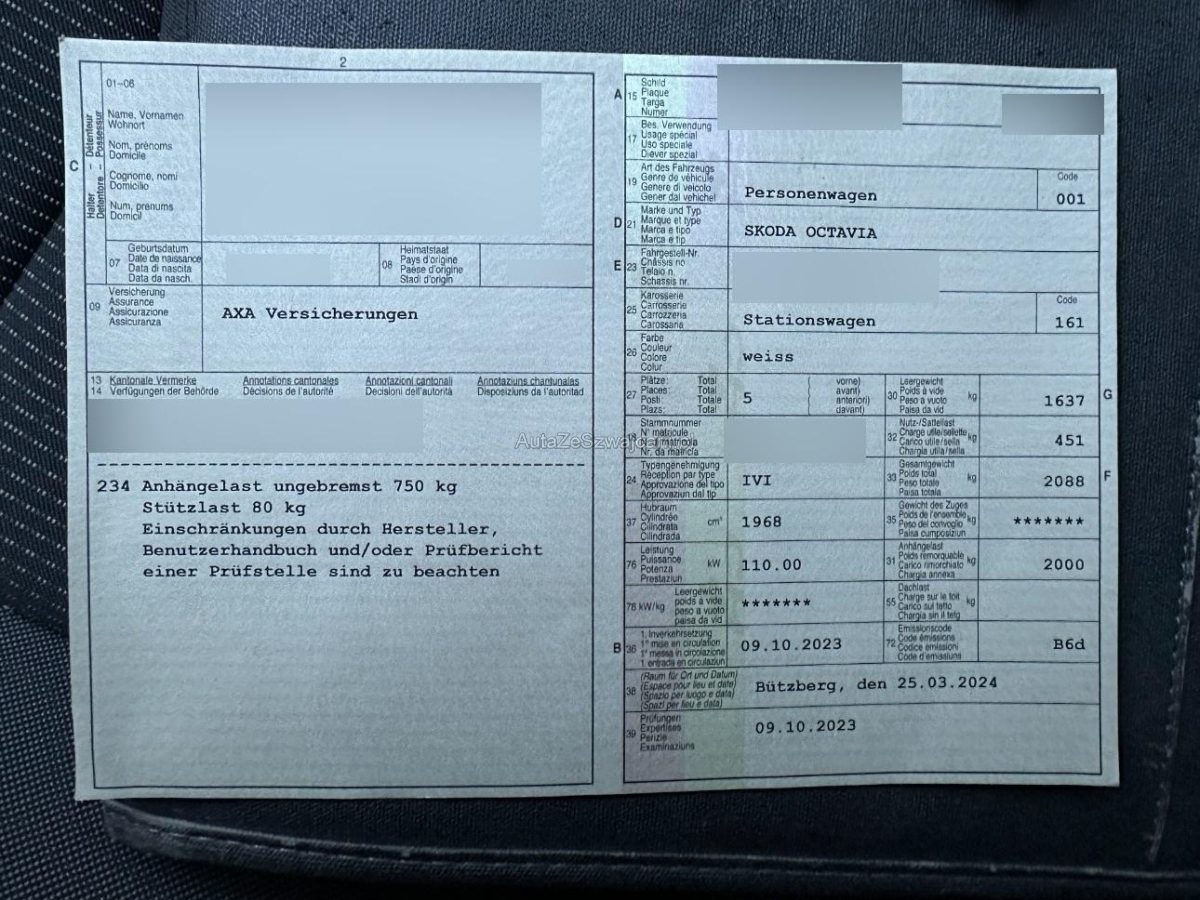 2
01–06
Halter – Détenteur
Detentore – Possessur
C
Name, Vornamen
Wohnort
Nom, prénoms
Domicile
Cognome, nomi
Domicilio
Num, prenums
Domicil
07
Geburtsdatum
Date de naissance
Data di nascita
Data da nasch.
08
Heimatstaat
Pays d'origine
Paese d'origine
Stadi d'origin
09
Versicherung
Assurance
Assicurazione
Assicuranza
AXA Versicherungen
13 Kantonale Vermerke Annotations cantonales Annotazioni cantonali Annotaziuns chantunalas
14 Verfügungen der Behörde Décisions de l'autorité Decisioni dell'autorità Disposiziuns da l'autoritad
234 Anhängelast ungebremst 750 kg
Stützlast 80 kg
Einschränkungen durch Hersteller,
Benutzerhandbuch und/oder Prüfbericht
einer Prüfstelle sind zu beachten
A 15
Schild
Plaque
Targa
Numer
17
Bes. Verwendung
Usage spécial
Uso speciale
Diever spezial
19
Art des Fahrzeugs
Genre de véhicule
Genere di veicolo
Gener dal vehichel
Personenwagen
Code
001
D 21
Marke und Typ
Marque et type
Marca e tipo
Marca e tip
SKODA OCTAVIA
E 23
Fahrgestell-Nr.
Châssis no
Telaio n.
Schassis nr.
25
Karosserie
Carrosserie
Carrozzeria
Carossaria
Stationswagen
Code
161
26
Farbe
Couleur
Colore
Colur
weiss
27
Plätze: Total
Places: Total
Posti: Totale
Plazs: Total
5
vorne)
avant)
anteriori)
davant)
30
Leergewicht
Poids à vide
Peso a vuoto
Paisa da vid
kg
1637
G
Stammnummer
N° matricule
Nr. da matricla
32
Nutz-/Sattellast
Charge utile/sellette
Carico utile/sella
Chargia utila/sella
kg
451
24
Typengenehmigung
Réception par type
Approvazione del tipo
Approvaziun dal tip
IVI
33
Gesamtgewicht
Poids total
Peso totale
Paisa totala
kg
2088
F
37
Hubraum
Cylindrée
Cilindrata
Cilindrada
cm³
1968
35
Gewicht des Zuges
Poids de l'ensemble
Peso del convoglio
Paisa cumposiziun
kg
*******
76
Leistung
Puissance
Potenza
Prestaziun
kW
110.00
31
Anhängelast
Poids remorquable
Carico rimorchiato
Chargia annexa
kg
2000
78 kW/kg
Leergewicht
poids à vide
peso a vuoto
paisa da vid
*******
55
Dachlast
Charge sur le toit
Carico sul tetto
Chargia sin il tetg
kg
B 36
1. Inverkehrsetzung
1re mise en circulation
1a messa in circolazione
1. entrada en circulaziun
09.10.2023
72
Emissionscode
Code émissions
Codice emissioni
Code d'emissiuns
B6d
38
(Raum für Ort und Datum)
(Espace pour lieu et date)
(Spazio per luogo e data)
(Spazi per lieu e data)
Bützberg, den 25.03.2024
39
Prüfungen
Expertises
Perizie
Examinaziuns
09.10.2023